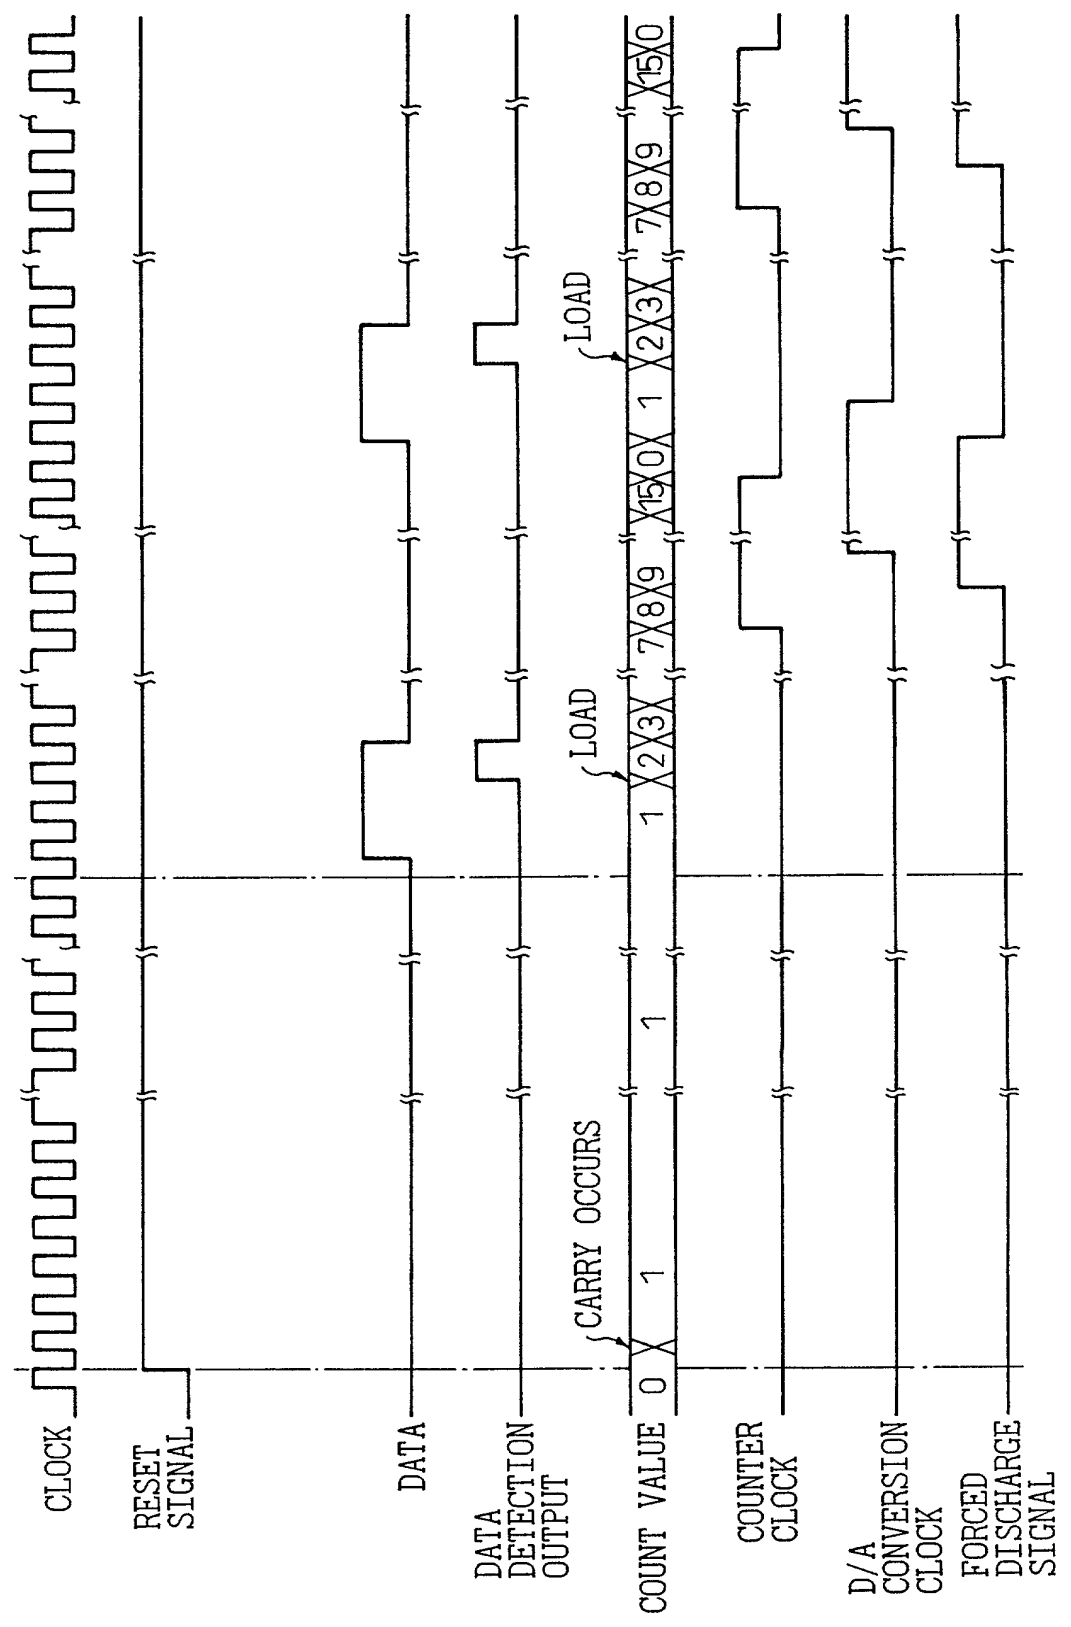 CLOCK
RESET
SIGNAL
DATA
DATA
DETECTION
OUTPUT
CARRY OCCURS
LOAD
LOAD
COUNT VALUE
0 1 1 1 2 3 7 8 9 15 0 1 2 3 7 8 9 15 0
COUNTER
CLOCK
D/A
CONVERSION
CLOCK
FORCED
DISCHARGE
SIGNAL